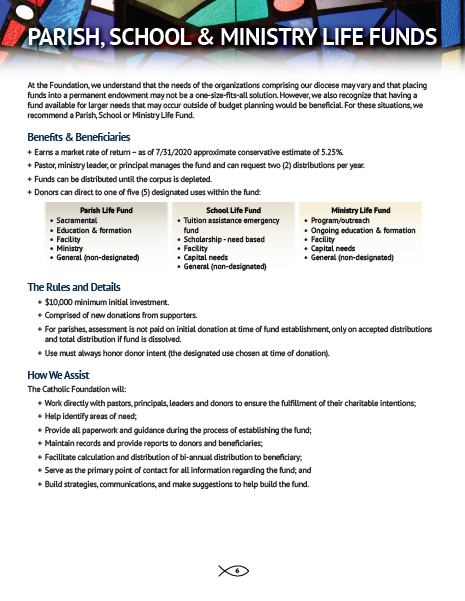 PARISH, SCHOOL & MINISTRY LIFE FUNDS
At the Foundation, we understand that the needs of the organizations comprising our diocese may vary and that placing
funds into a permanent endowment may not be a one-size-fits-all solution. However, we also recognize that having a
fund available for larger needs that may occur outside of budget planning would be beneficial. For these situations, we
recommend a Parish, School or Ministry Life Fund.
Benefits & Beneficiaries
+ Earns a market rate of return – as of 7/31/2020 approximate conservative estimate of 5.25%.
+ Pastor, ministry leader, or principal manages the fund and can request two (2) distributions per year.
+ Funds can be distributed until the corpus is depleted.
+ Donors can direct to one of five (5) designated uses within the fund:
Parish Life Fund
• Sacramental
• Education & formation
• Facility
• Ministry
• General (non-designated)
School Life Fund
• Tuition assistance emergency
fund
• Scholarship - need based
• Facility
• Capital needs
• General (non-designated)
Ministry Life Fund
• Program/outreach
• Ongoing education & formation
• Facility
• Capital needs
• General (non-designated)
The Rules and Details
+ $10,000 minimum initial investment.
+ Comprised of new donations from supporters.
+ For parishes, assessment is not paid on initial donation at time of fund establishment, only on accepted distributions
and total distribution if fund is dissolved.
+ Use must always honor donor intent (the designated use chosen at time of donation).
How We Assist
The Catholic Foundation will:
+ Work directly with pastors, principals, leaders and donors to ensure the fulfillment of their charitable intentions;
+ Help identify areas of need;
+ Provide all paperwork and guidance during the process of establishing the fund;
+ Maintain records and provide reports to donors and beneficiaries;
+ Facilitate calculation and distribution of bi-annual distribution to beneficiary;
+ Serve as the primary point of contact for all information regarding the fund; and
+ Build strategies, communications, and make suggestions to help build the fund.
6